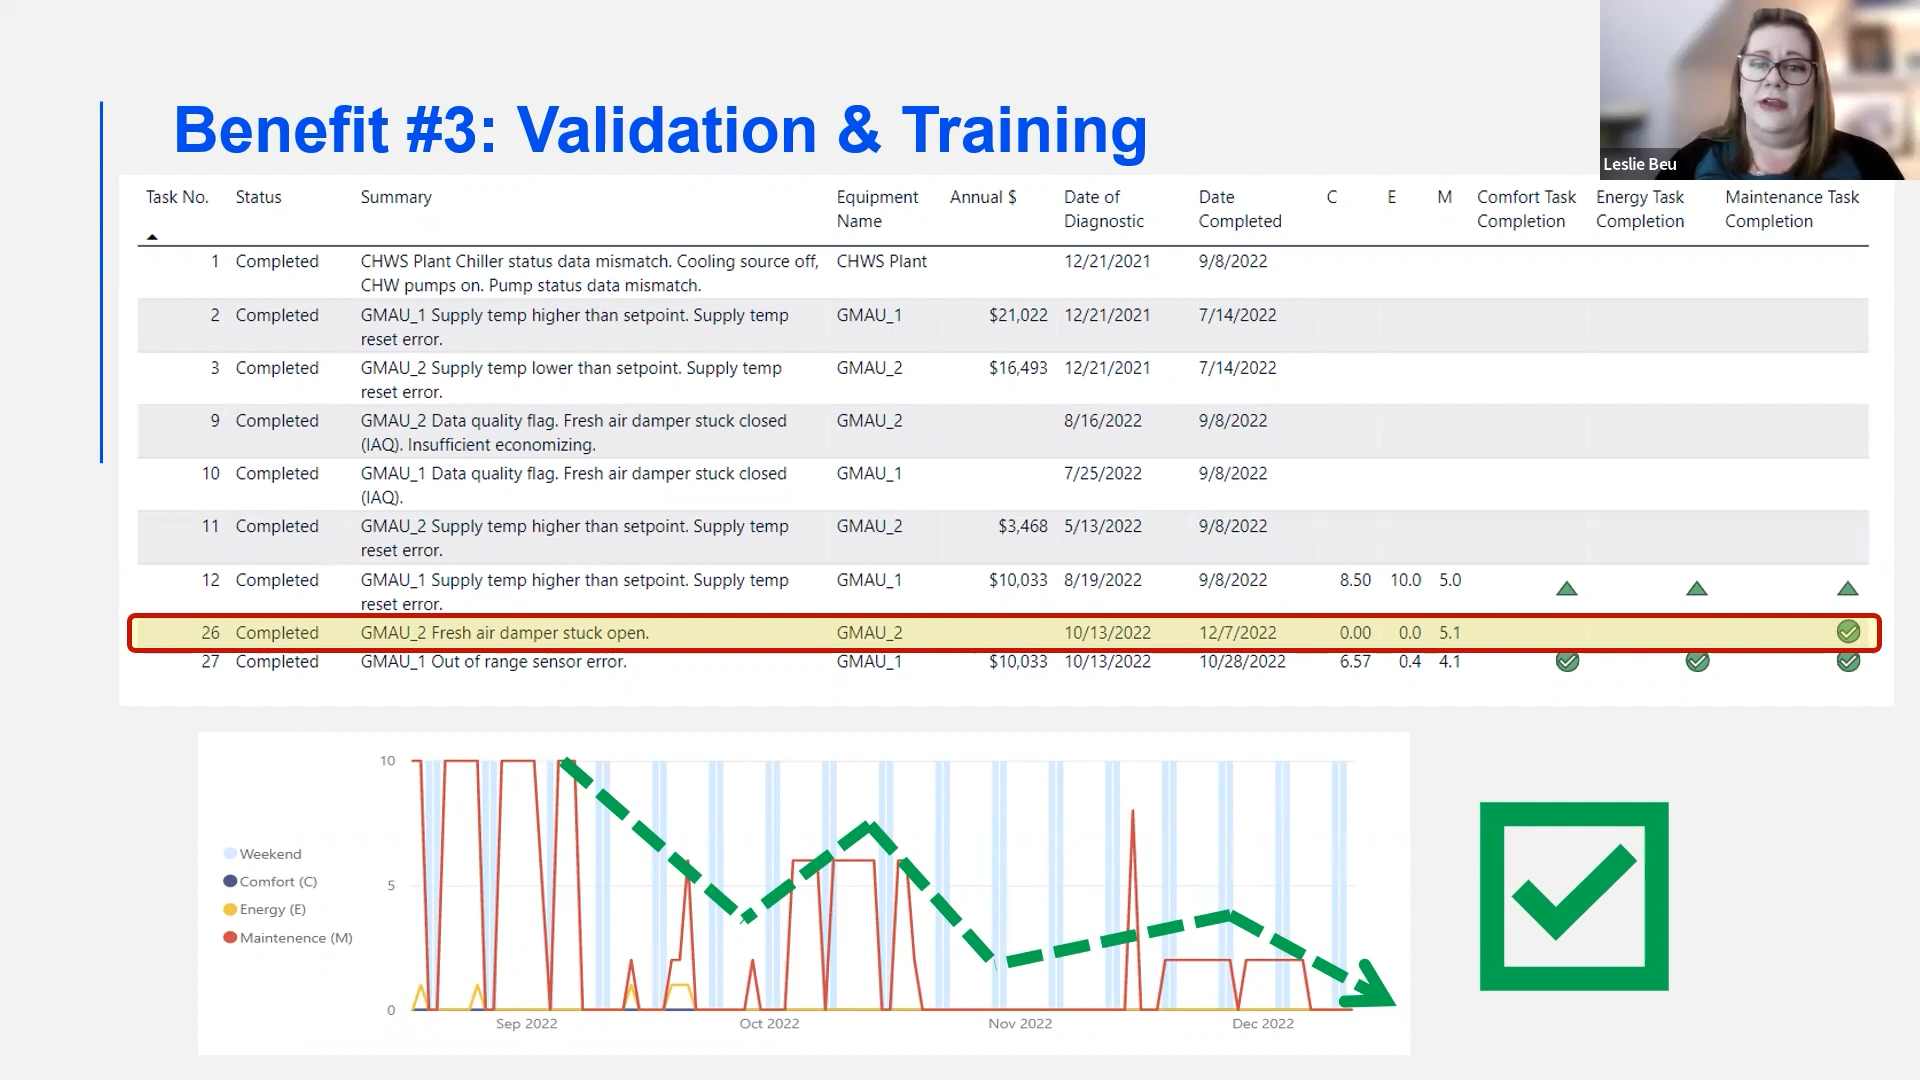 Leslie Beu
Benefit #3: Validation & Training
Task No. Status Summary Equipment Name Annual $ Date of Diagnostic Date Completed C E M Comfort Task Completion Energy Task Completion Maintenance Task Completion
1 Completed CHWS Plant Chiller status data mismatch. Cooling source off, CHWS Plant 12/21/2021 9/8/2022
CHW pumps on. Pump status data mismatch.
2 Completed GMAU_1 Supply temp higher than setpoint. Supply temp GMAU_1 $21,022 12/21/2021 7/14/2022
reset error.
3 Completed GMAU_2 Supply temp lower than setpoint. Supply temp GMAU_2 $16,493 12/21/2021 7/14/2022
reset error.
9 Completed GMAU_2 Data quality flag. Fresh air damper stuck closed GMAU_2 8/16/2022 9/8/2022
(IAQ). Insufficient economizing.
10 Completed GMAU_1 Data quality flag. Fresh air damper stuck closed GMAU_1 7/25/2022 9/8/2022
(IAQ).
11 Completed GMAU_2 Supply temp higher than setpoint. Supply temp GMAU_2 $3,468 5/13/2022 9/8/2022
reset error.
12 Completed GMAU_1 Supply temp higher than setpoint. Supply temp GMAU_1 $10,033 8/19/2022 9/8/2022 8.50 10.0 5.0
reset error.
26 Completed GMAU_2 Fresh air damper stuck open. GMAU_2 10/13/2022 12/7/2022 0.00 0.0 5.1
27 Completed GMAU_1 Out of range sensor error. GMAU_1 $10,033 10/13/2022 10/28/2022 6.57 0.4 4.1
10
5
0
Weekend
Comfort (C)
Energy (E)
Maintenence (M)
Sep 2022 Oct 2022 Nov 2022 Dec 2022